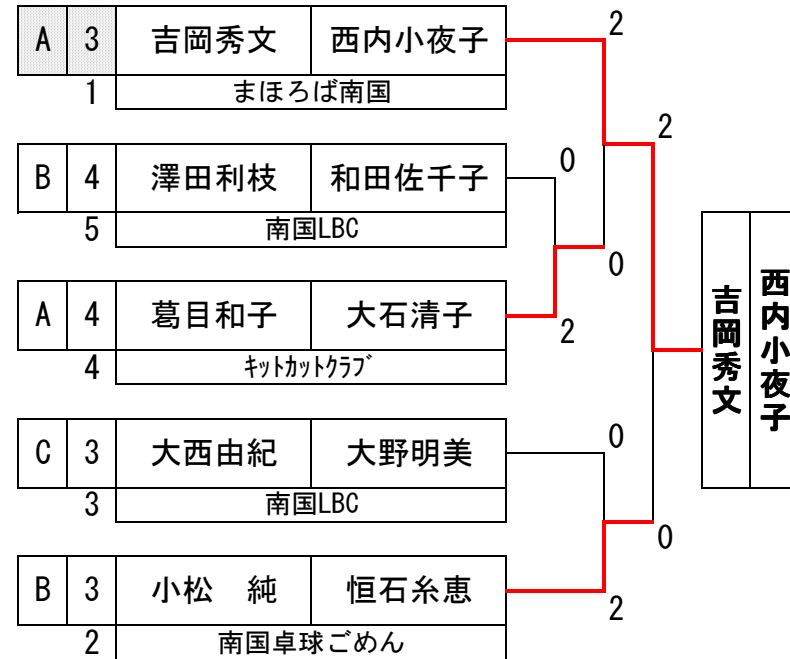 A 3 吉岡秀文 西内小夜子
1 まほろば南国
B 4 澤田利枝 和田佐千子
5 南国LBC
A 4 葛目和子 大石清子
4 ｷｯﾄｶｯﾄｸﾗﾌﾞ
C 3 大西由紀 大野明美
3 南国LBC
B 3 小松　純 恒石糸恵
2 南国卓球ごめん
2
0
2
0
2
0
2
0
吉岡秀文
西内小夜子